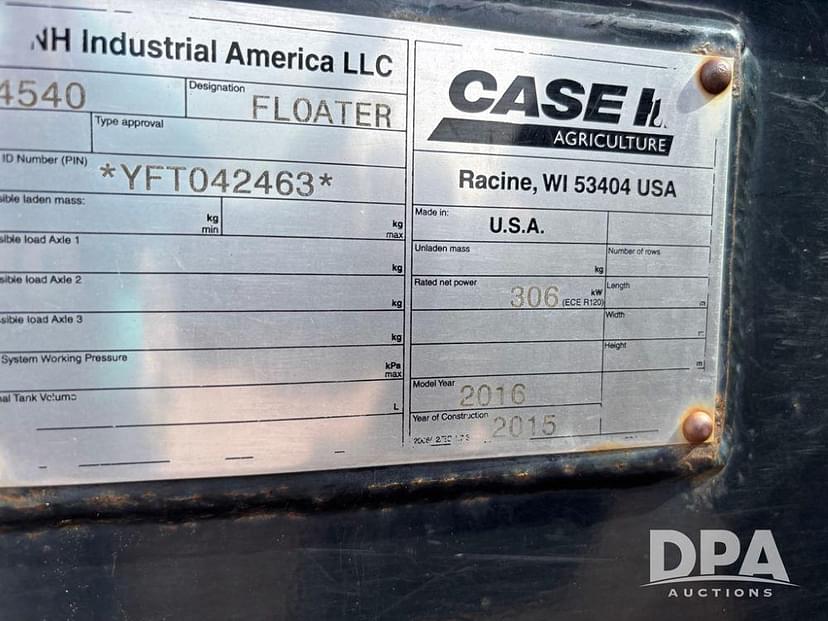 NH Industrial America LLC
4540
Designation
FLOATER
Type approval
ID Number (PIN)
*YFT042463*
sible laden mass:
kg
min
kg
max
sible load Axle 1
kg
sible load Axle 2
kg
sible load Axle 3
kg
System Working Pressure
kPa
max
al Tank Volume
L
CASE IH
AGRICULTURE
Racine, WI 53404 USA
Made in:
U.S.A.
Unladen mass
kg
Number of rows
Rated net power
306 kW
(ECE R120)
Length
m
Width
Height
m
Model Year
2016
Year of Construction
2015
DPA
AUCTIONS